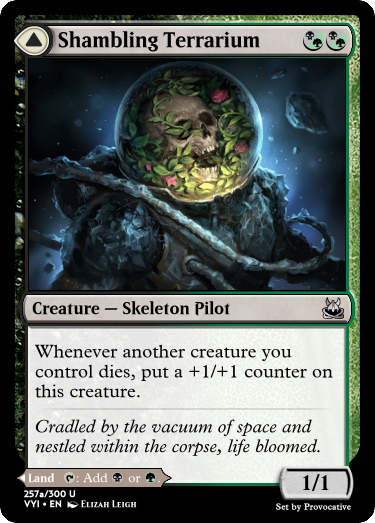 Shambling Terrarium
Creature — Skeleton Pilot
Whenever another creature you
control dies, put a +1/+1 counter on
this creature.
Cradled by the vacuum of space and
nestled within the corpse, life bloomed.
Land : Add or .
1/1
257a/300 U
VYI • EN Elizah Leigh
Set by Provocative